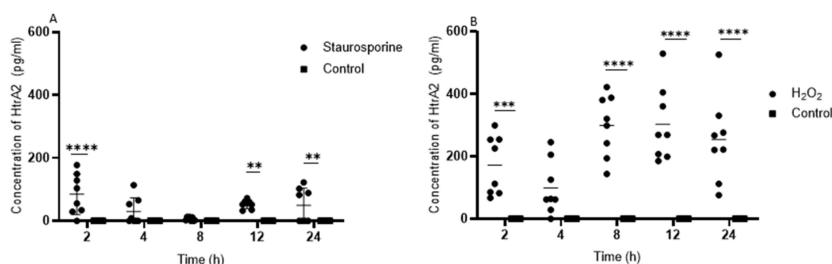 A
Concentration of HtrA2 (pg/ml)
600
400
200
0
****
**
**
2 4 8 12 24
Time (h)
Staurosporine
Control
B
Concentration of HtrA2 (pg/ml)
600
400
200
0
***
****
****
****
2 4 8 12 24
Time (h)
H₂O₂
Control